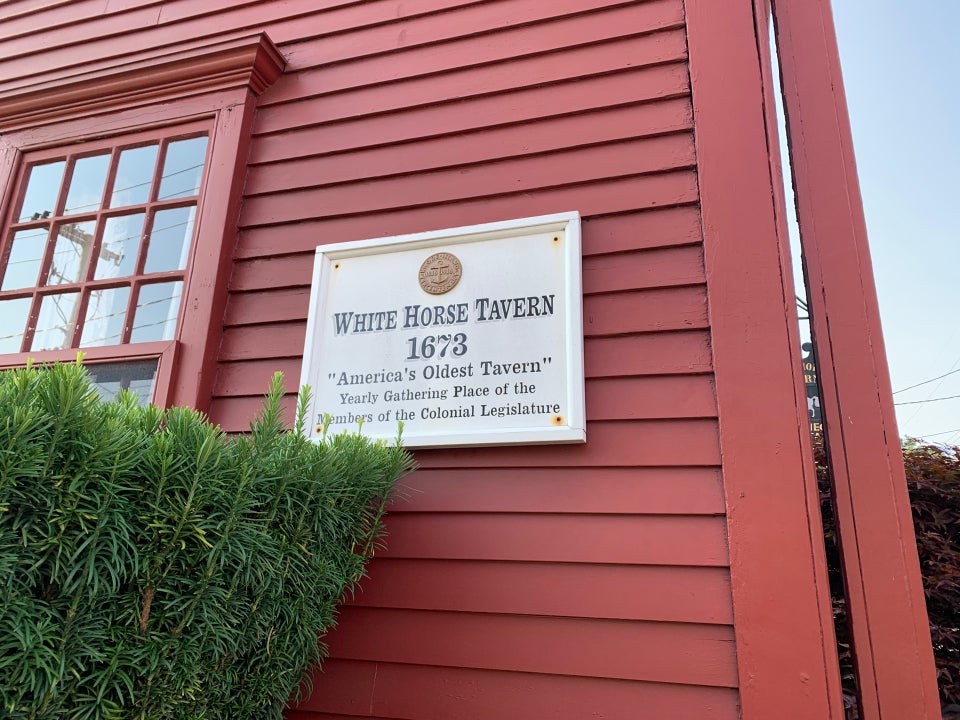 WHITE HORSE TAVERN
1673
"America's Oldest Tavern"
Yearly Gathering Place of the
Members of the Colonial Legislature